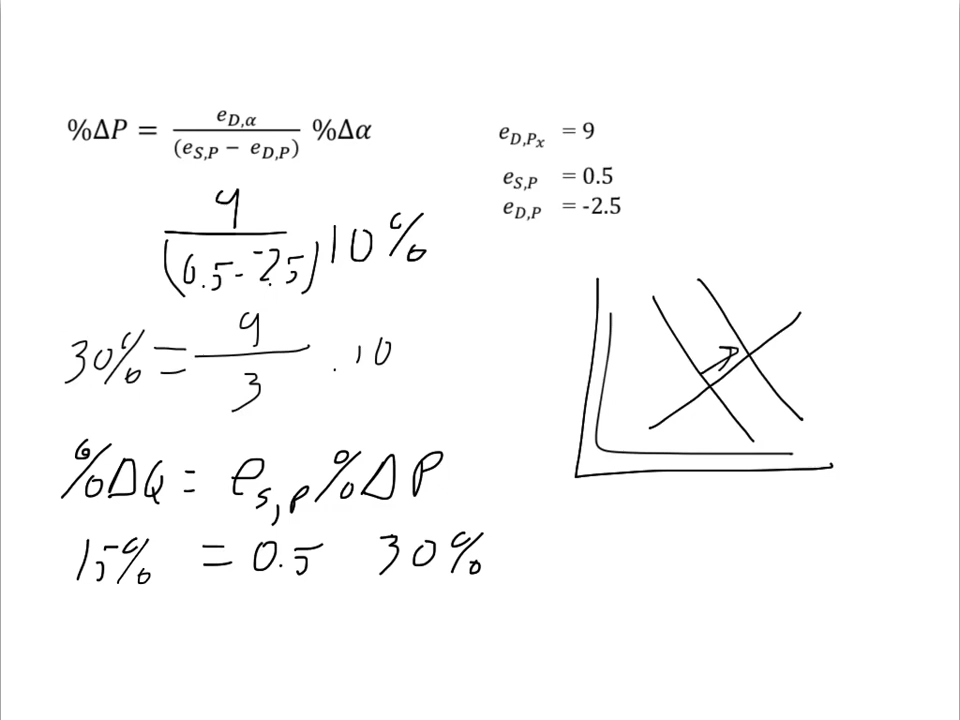 %ΔP = e_{D,α} / (e_{S,P} − e_{D,P}) %Δα
e_{D,P_x} = 9
e_{S,P} = 0.5
e_{D,P} = -2.5
9 / (0.5 - -2.5) 10%
30% = 9 / 3 . 10
%ΔQ = e_{S,P} %ΔP
15% = 0.5 30%